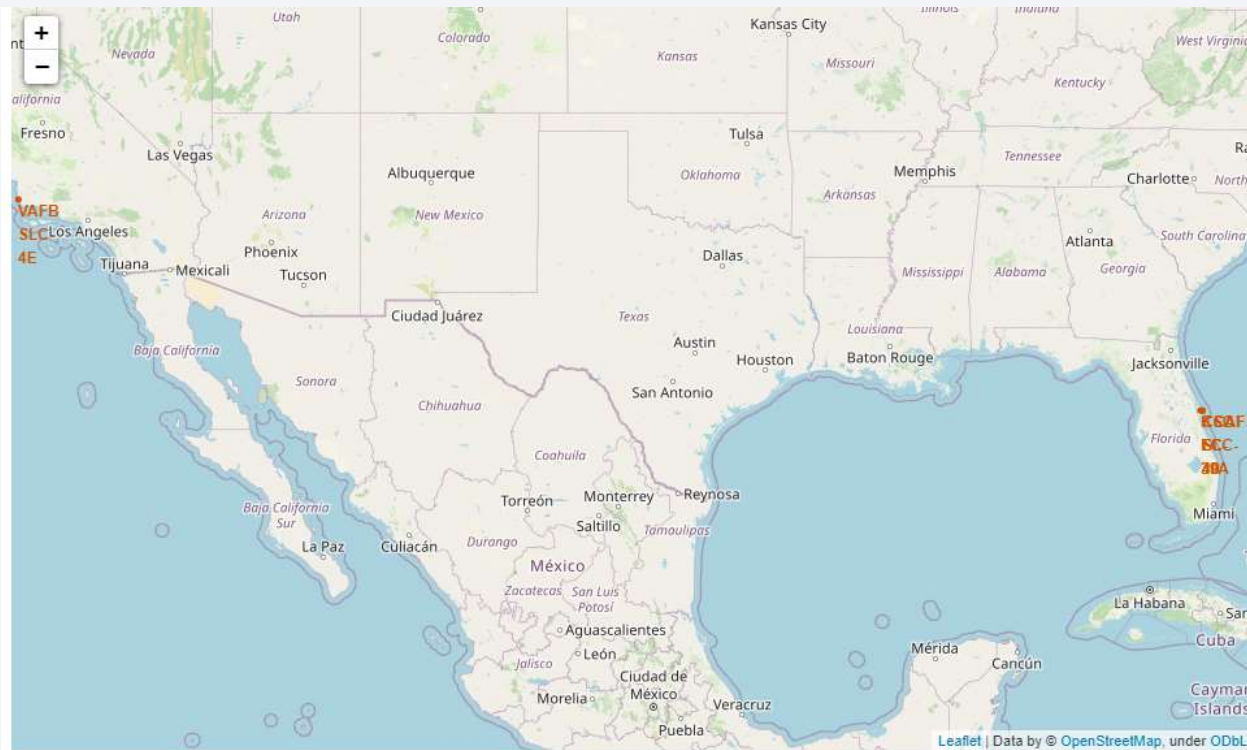 +
−
Utah
Colorado
Kansas
Kansas City
Missouri
Illinois
Indiana
West Virginia
Kentucky
Nevada
Fresno
Las Vegas
Albuquerque
New Mexico
Arizona
Phoenix
Tucson
Tulsa
Oklahoma
Arkansas
Memphis
Tennessee
Charlotte
VAFB
SLC-
4E
Los Angeles
Tijuana
Mexicali
Dallas
Mississippi
Alabama
Atlanta
Georgia
South Carolina
Ciudad Juárez
Texas
Louisiana
Austin
Houston
Baton Rouge
Jacksonville
San Antonio
Baja California
Sonora
Chihuahua
Coahuila
Florida
Miami
Torreón
Monterrey
Reynosa
Saltillo
Tamaulipas
Baja California
Sur
La Paz
Culiacán
Durango
México
Zacatecas
San Luis
Potosí
La Habana
Cuba
Aguascalientes
León
Jalisco
Mérida
Cancún
Ciudad de
México
Morelia
Veracruz
Puebla
Islands
Leaflet | Data by © OpenStreetMap, under ODbL